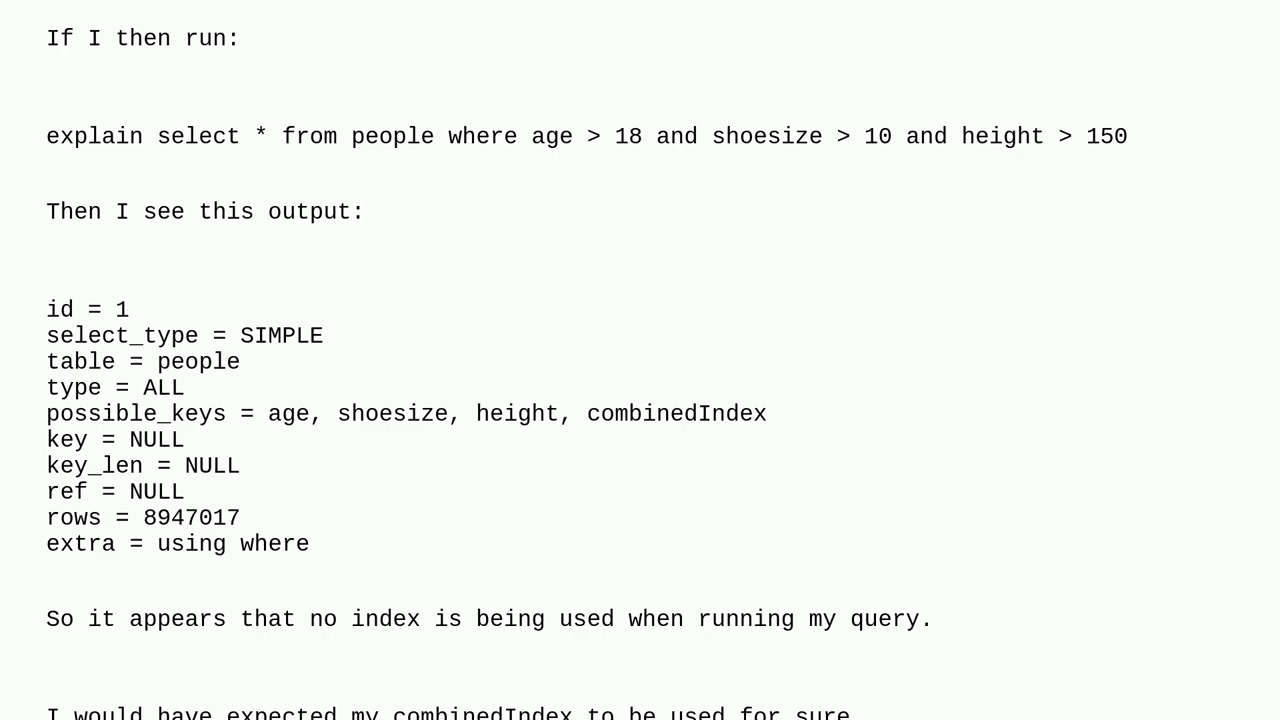 If I then run:
explain select * from people where age > 18 and shoesize > 10 and height > 150
Then I see this output:
id = 1
select_type = SIMPLE
table = people
type = ALL
possible_keys = age, shoesize, height, combinedIndex
key = NULL
key_len = NULL
ref = NULL
rows = 8947017
extra = using where
So it appears that no index is being used when running my query.
I would have expected my combinedIndex to be used for sure